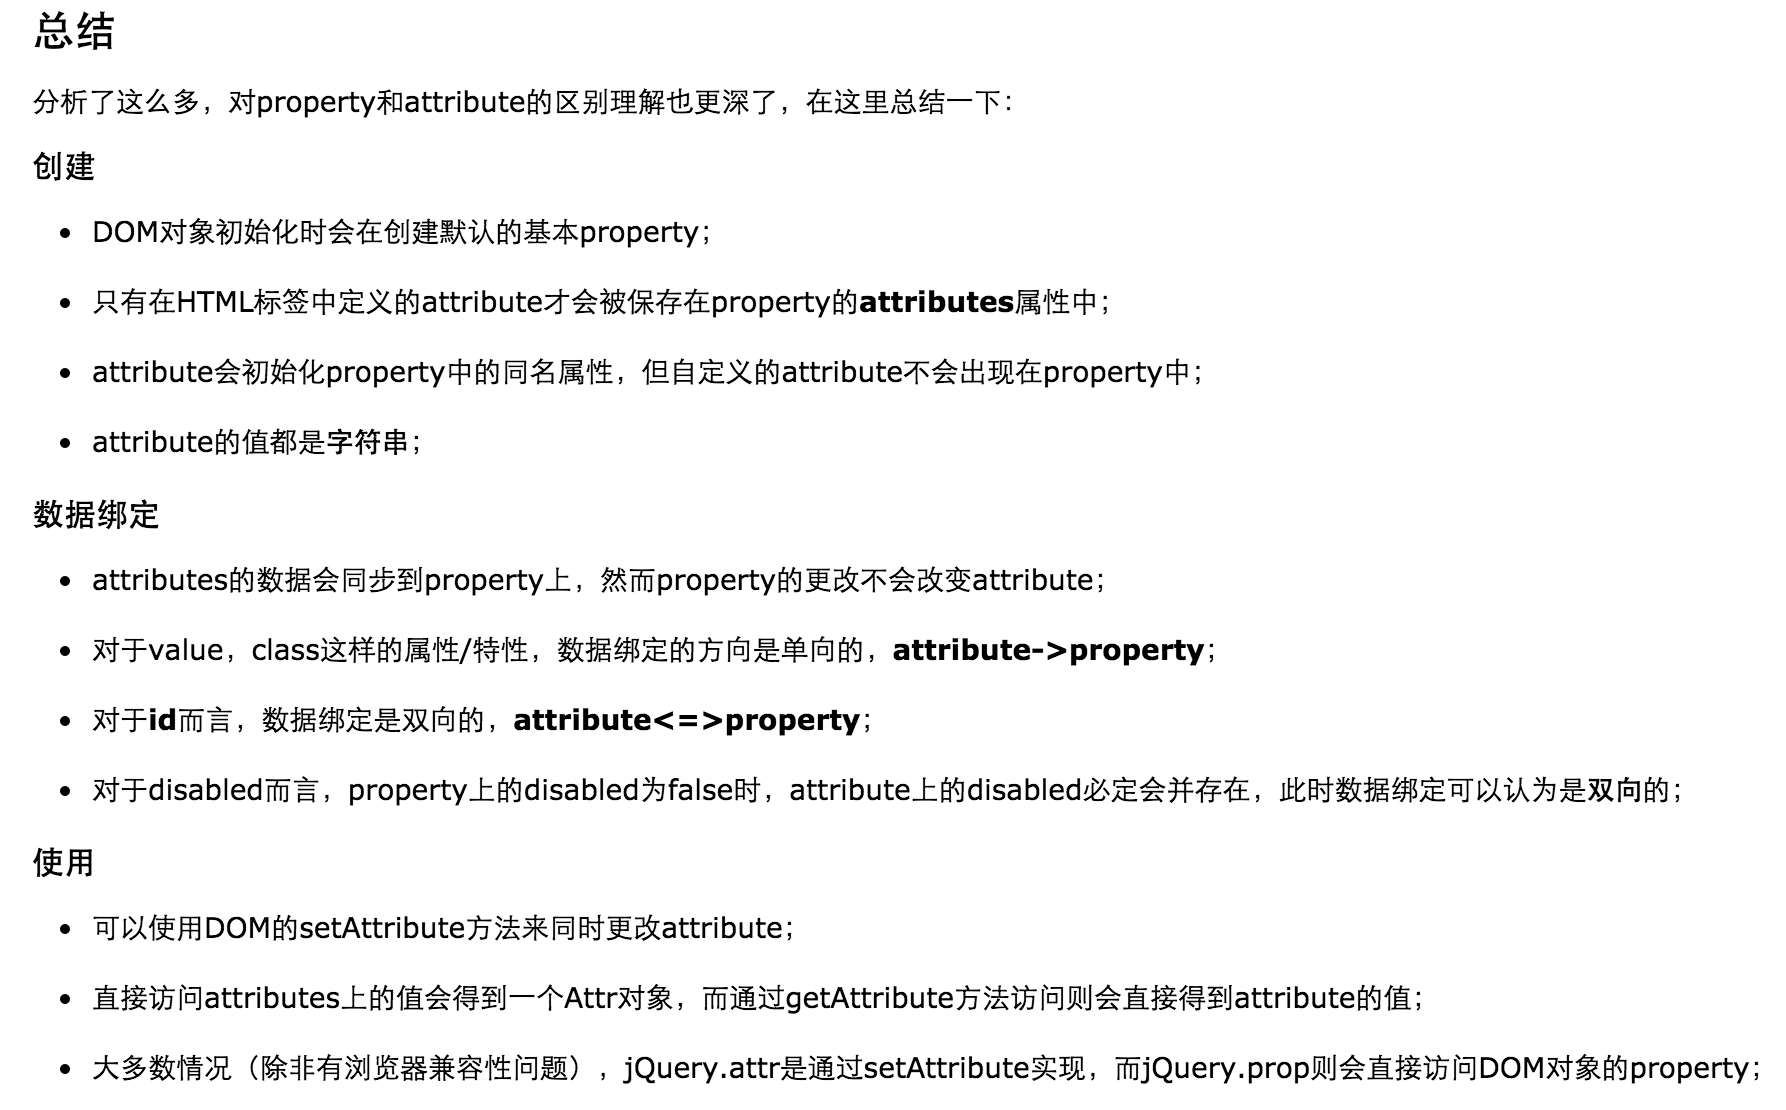 总结
分析了这么多，对property和attribute的区别理解也更深了，在这里总结一下：
创建
• DOM对象初始化时会在创建默认的基本property；
• 只有在HTML标签中定义的attribute才会被保存在property的attributes属性中；
• attribute会初始化property中的同名属性，但自定义的attribute不会出现在property中；
• attribute的值都是字符串；
数据绑定
• attributes的数据会同步到property上，然而property的更改不会改变attribute；
• 对于value，class这样的属性/特性，数据绑定的方向是单向的，attribute->property；
• 对于id而言，数据绑定是双向的，attribute<=>property；
• 对于disabled而言，property上的disabled为false时，attribute上的disabled必定会并存在，此时数据绑定可以认为是双向的；
使用
• 可以使用DOM的setAttribute方法来同时更改attribute；
• 直接访问attributes上的值会得到一个Attr对象，而通过getAttribute方法访问则会直接得到attribute的值；
• 大多数情况（除非有浏览器兼容性问题），jQuery.attr是通过setAttribute实现，而jQuery.prop则会直接访问DOM对象的property；